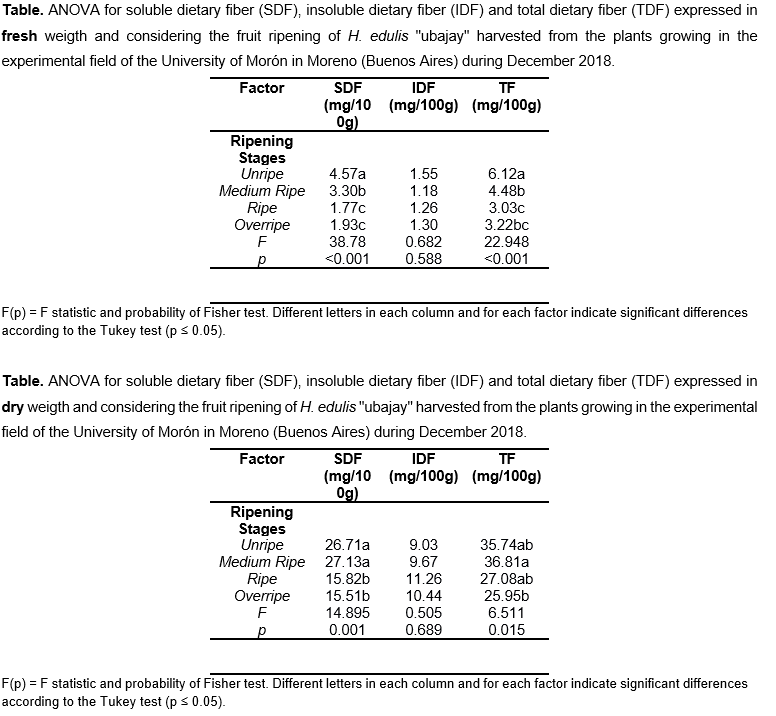 Table. ANOVA for soluble dietary fiber (SDF), insoluble dietary fiber (IDF) and total dietary fiber (TDF) expressed in
fresh weigth and considering the fruit ripening of H. edulis "ubajay" harvested from the plants growing in the
experimental field of the University of Morón in Moreno (Buenos Aires) during December 2018.
Factor SDF IDF TF
(mg/10 (mg/100g) (mg/100g)
0g)
Ripening
Stages
Unripe 4.57a 1.55 6.12a
Medium Ripe 3.30b 1.18 4.48b
Ripe 1.77c 1.26 3.03c
Overripe 1.93c 1.30 3.22bc
F 38.78 0.682 22.948
p <0.001 0.588 <0.001
F(p) = F statistic and probability of Fisher test. Different letters in each column and for each factor indicate significant differences
according to the Tukey test (p ≤ 0.05).
Table. ANOVA for soluble dietary fiber (SDF), insoluble dietary fiber (IDF) and total dietary fiber (TDF) expressed in
dry weigth and considering the fruit ripening of H. edulis "ubajay" harvested from the plants growing in the experimental
field of the University of Morón in Moreno (Buenos Aires) during December 2018.
Factor SDF IDF TF
(mg/10 (mg/100g) (mg/100g)
0g)
Ripening
Stages
Unripe 26.71a 9.03 35.74ab
Medium Ripe 27.13a 9.67 36.81a
Ripe 15.82b 11.26 27.08ab
Overripe 15.51b 10.44 25.95b
F 14.895 0.505 6.511
p 0.001 0.689 0.015
F(p) = F statistic and probability of Fisher test. Different letters in each column and for each factor indicate significant differences
according to the Tukey test (p ≤ 0.05).